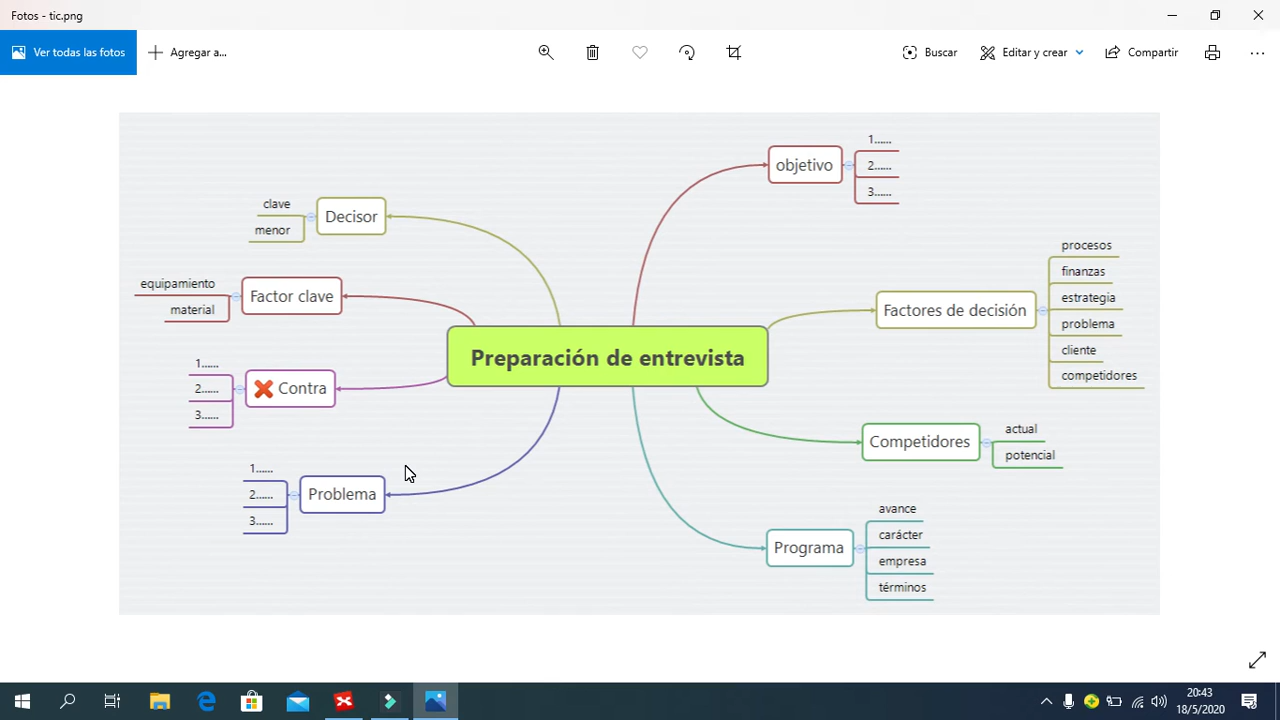 Fotos - tic.png
Ver todas las fotos
Agregar a...
Buscar
Editar y crear
Compartir
Preparación de entrevista
objetivo
1......
2......
3......
Factores de decisión
procesos
finanzas
estrategia
problema
cliente
competidores
Competidores
actual
potencial
Programa
avance
carácter
empresa
términos
Decisor
clave
menor
Factor clave
equipamiento
material
Contra
1......
2......
3......
Problema
1......
2......
3......
20:43
18/5/2020